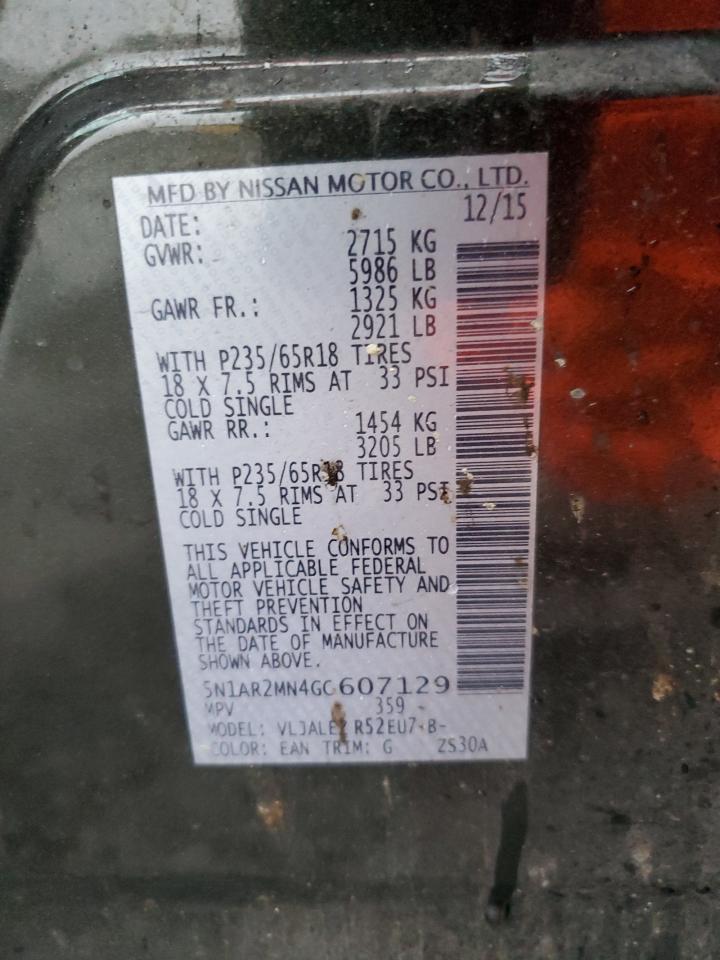 MFD BY NISSAN MOTOR CO., LTD.
DATE: 12/15
GVWR: 2715 KG
5986 LB
GAWR FR.: 1325 KG
2921 LB
WITH P235/65R18 TIRES
18 X 7.5 RIMS AT 33 PSI
COLD SINGLE
GAWR RR.: 1454 KG
3205 LB
WITH P235/65R18 TIRES
18 X 7.5 RIMS AT 33 PSI
COLD SINGLE
THIS VEHICLE CONFORMS TO
ALL APPLICABLE FEDERAL
MOTOR VEHICLE SAFETY AND
THEFT PREVENTION
STANDARDS IN EFFECT ON
THE DATE OF MANUFACTURE
SHOWN ABOVE.
5N1AR2MN4GC607129
MPV 359
MODEL: R52EU7-B-
COLOR: EAN TRIM: G ZS30A